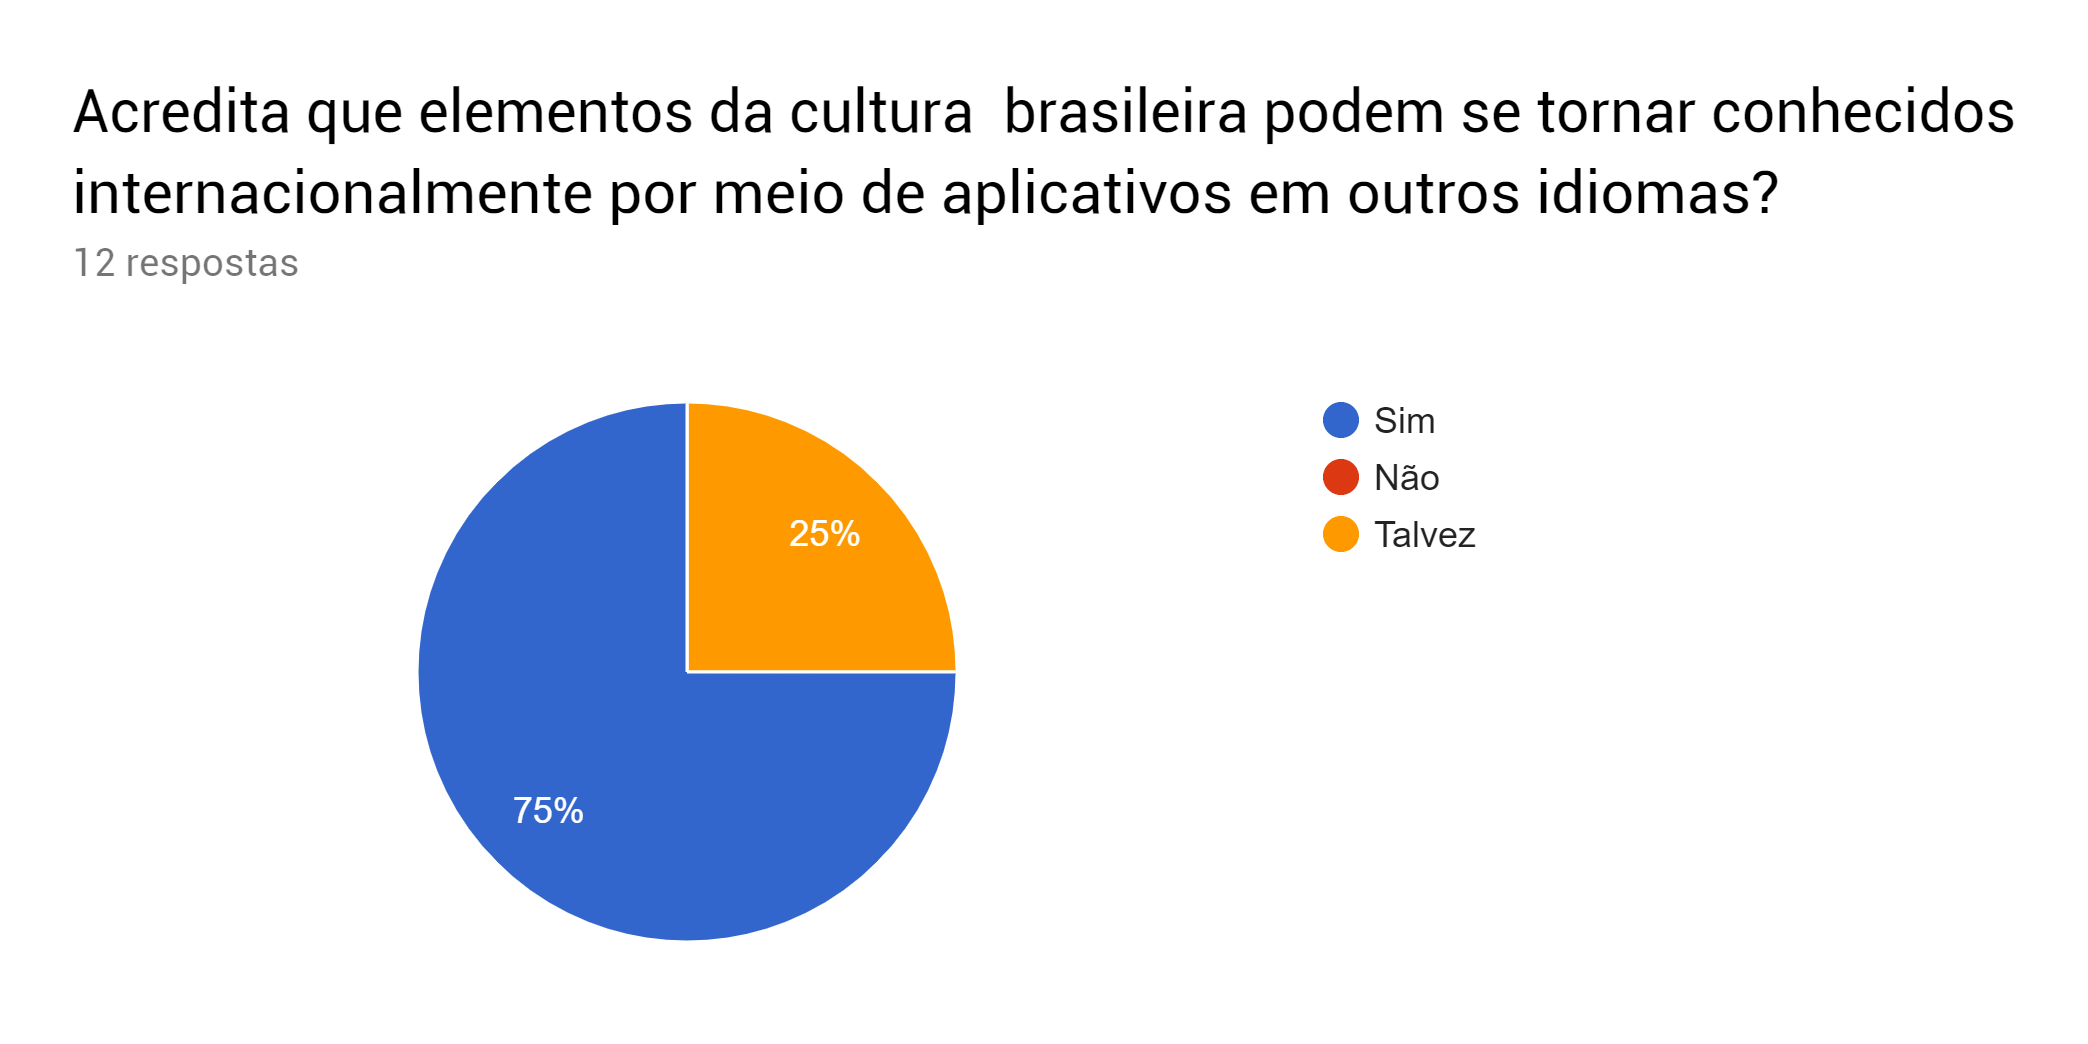 Acredita que elementos da cultura  brasileira podem se tornar conhecidos
internacionalmente por meio de aplicativos em outros idiomas?
12 respostas
Sim
Não
Talvez
25%
75%